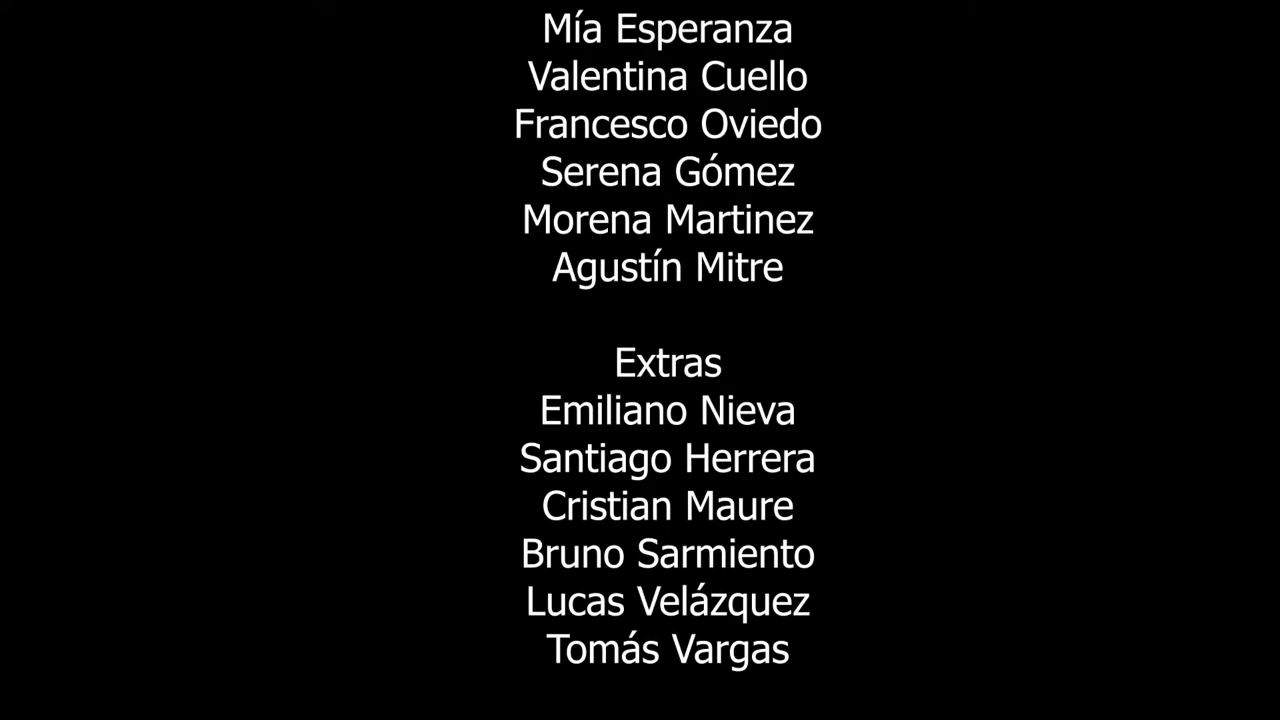 Mía Esperanza
Valentina Cuello
Francesco Oviedo
Serena Gómez
Morena Martinez
Agustín Mitre
Extras
Emiliano Nieva
Santiago Herrera
Cristian Maure
Bruno Sarmiento
Lucas Velázquez
Tomás Vargas